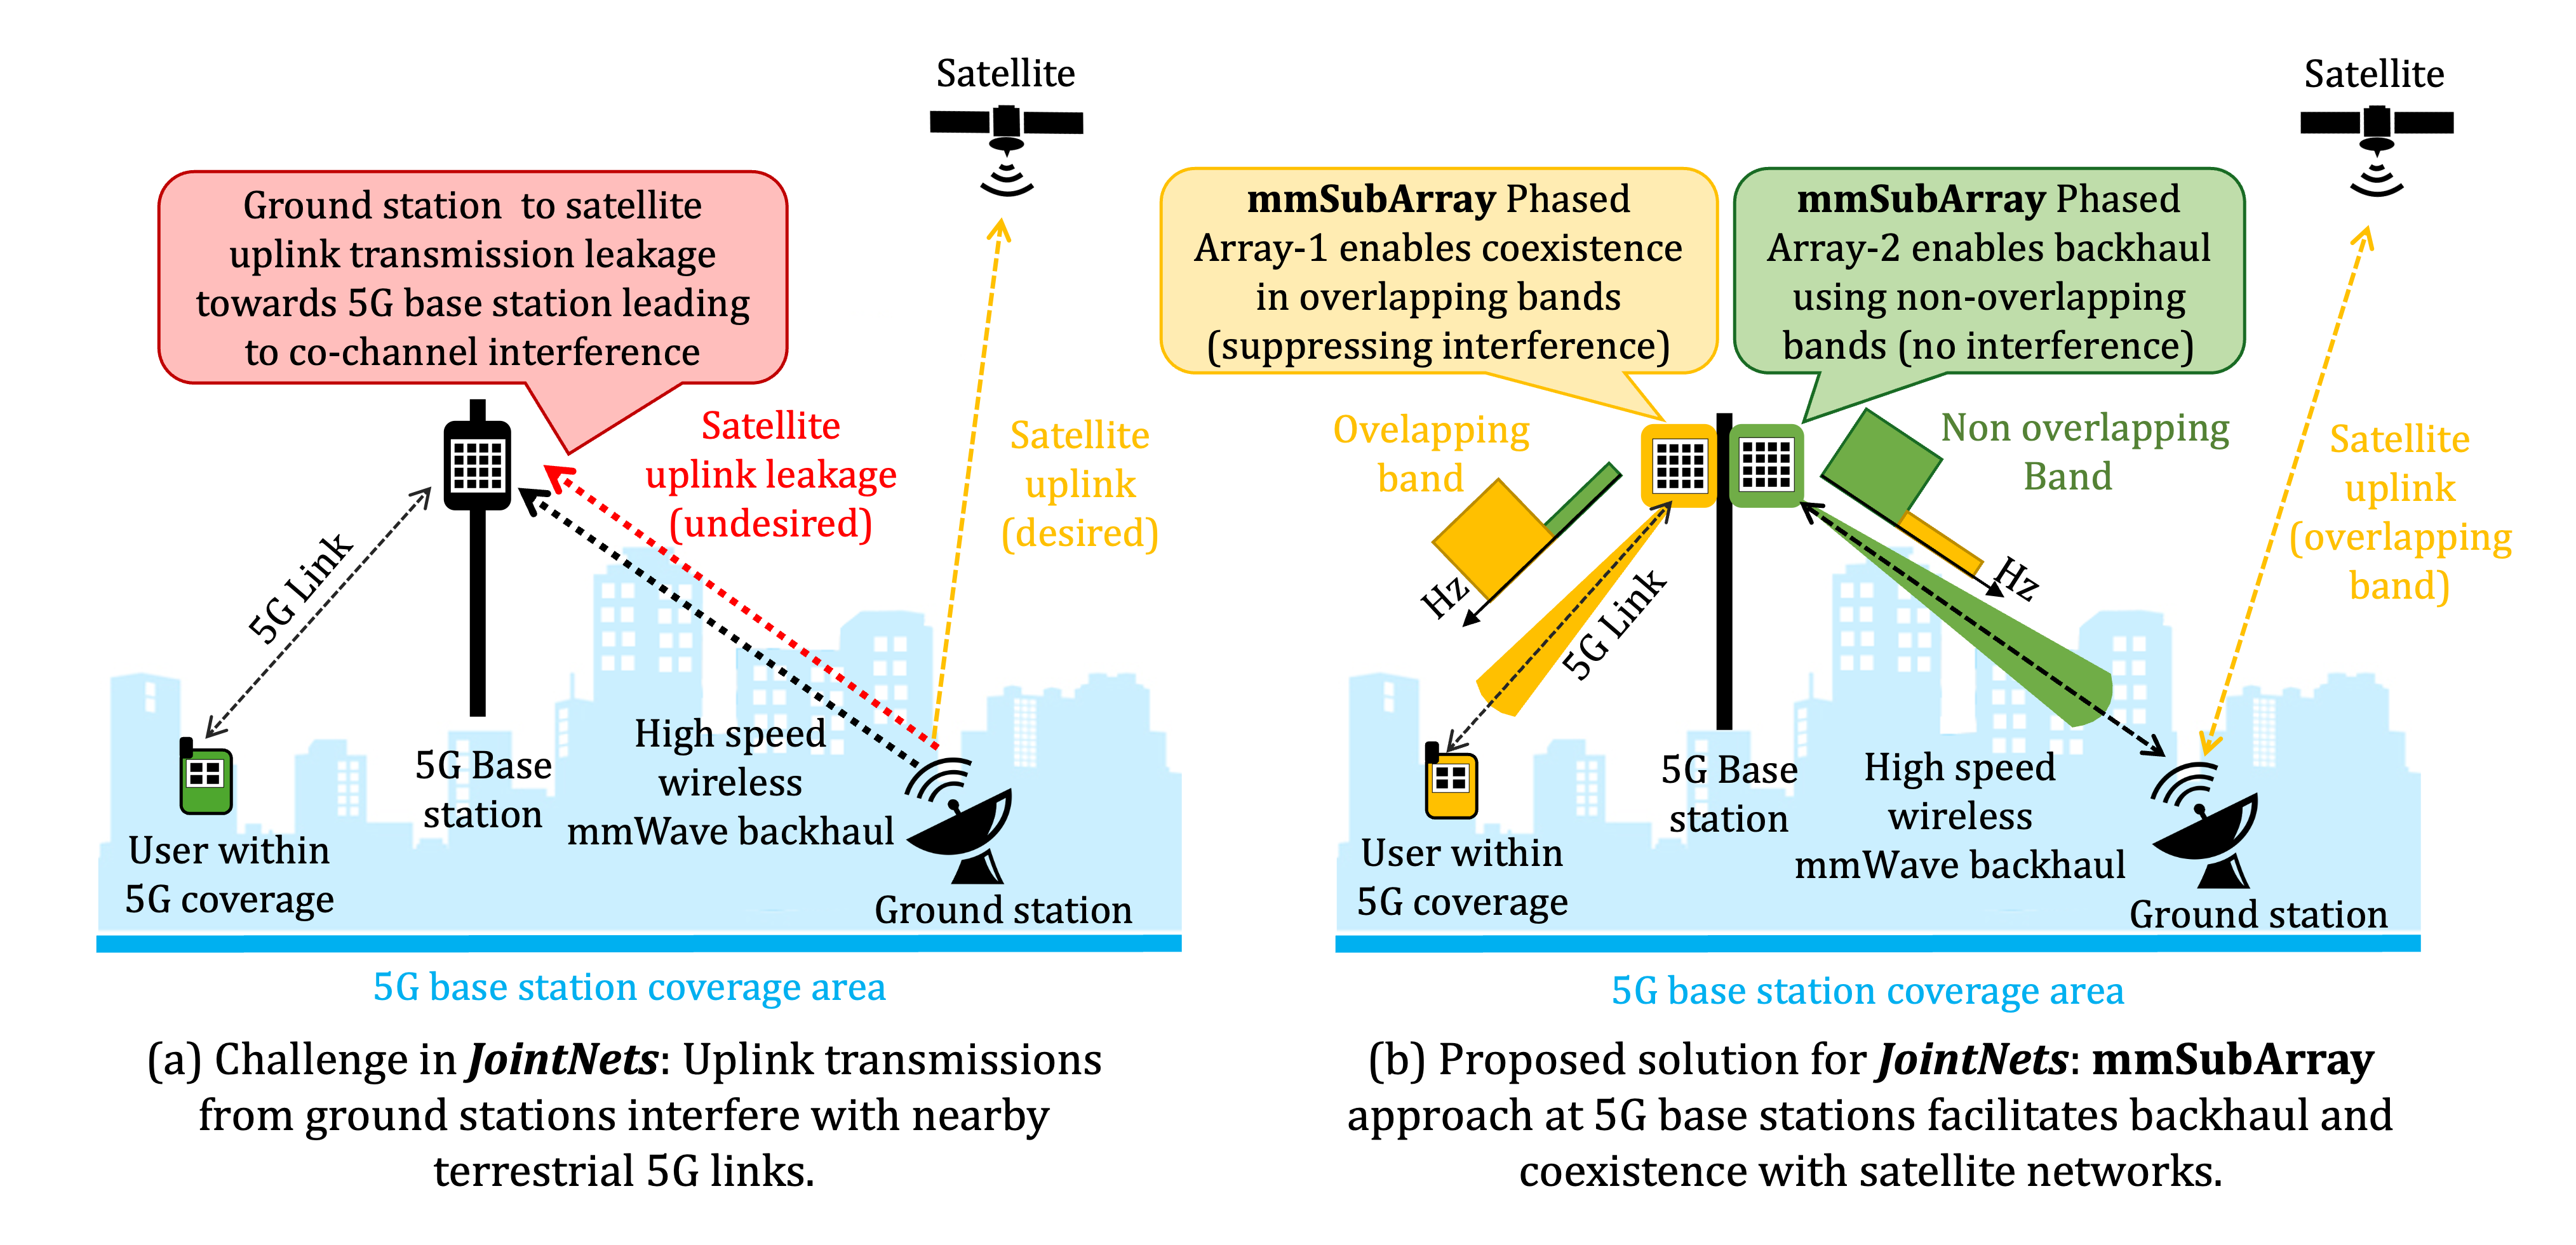 Satellite
Ground station to satellite
uplink transmission leakage
towards 5G base station leading
to co-channel interference
Satellite
uplink leakage
(undesired)
Satellite
uplink
(desired)
5G Link
5G Base
station
High speed
wireless
mmWave backhaul
User within
5G coverage
Ground station
5G base station coverage area
(a) Challenge in JointNets: Uplink transmissions
from ground stations interfere with nearby
terrestrial 5G links.
Satellite
mmSubArray Phased
Array-1 enables coexistence
in overlapping bands
(suppressing interference)
mmSubArray Phased
Array-2 enables backhaul
using non-overlapping
bands (no interference)
Ovelapping
band
Non overlapping
Band
Satellite
uplink
(overlapping
band)
Hz
Hz
5G Link
5G Base
station
High speed
wireless
mmWave backhaul
User within
5G coverage
Ground station
5G base station coverage area
(b) Proposed solution for JointNets: mmSubArray
approach at 5G base stations facilitates backhaul and
coexistence with satellite networks.